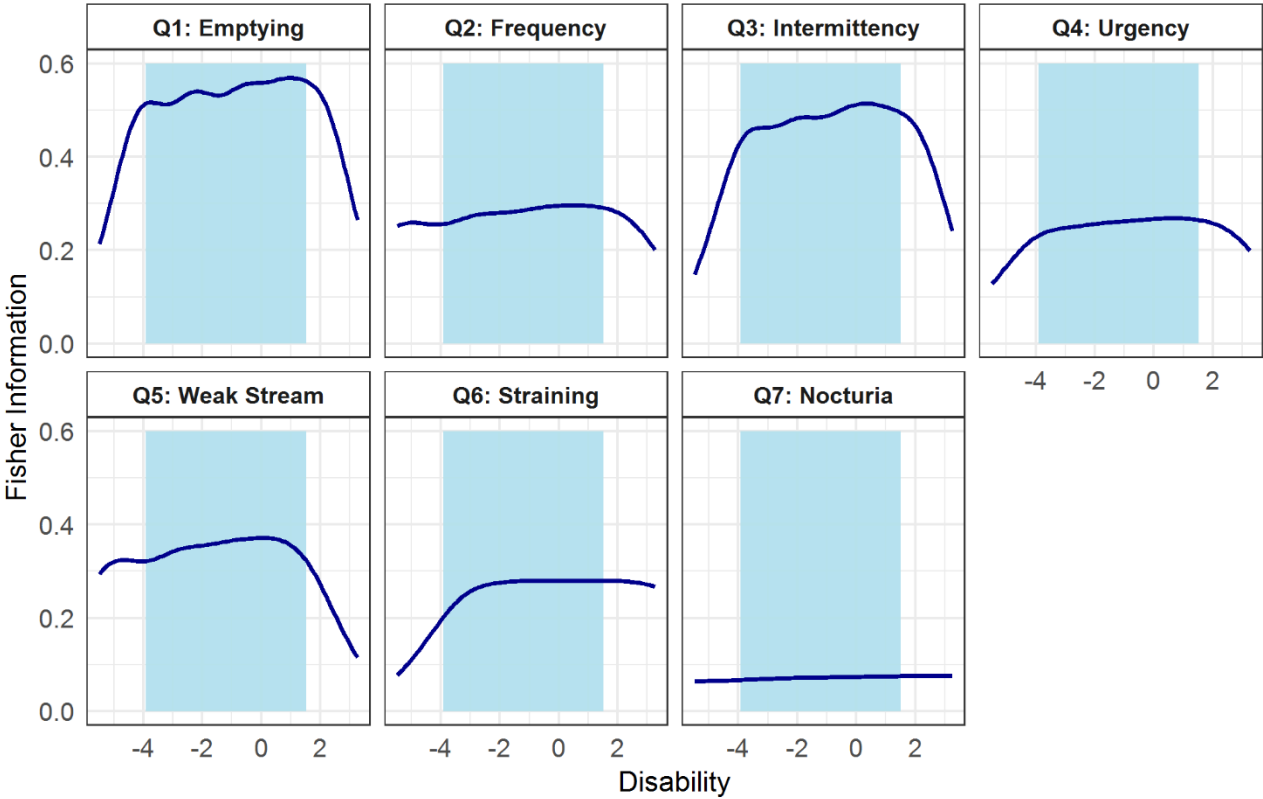 Q1: Emptying
Q2: Frequency
Q3: Intermittency
Q4: Urgency
0.6
0.4
0.2
0.0
-4 -2 0 2
Q5: Weak Stream
Q6: Straining
Q7: Nocturia
0.6
0.4
0.2
0.0
-4 -2 0 2
-4 -2 0 2
-4 -2 0 2
Fisher Information
Disability